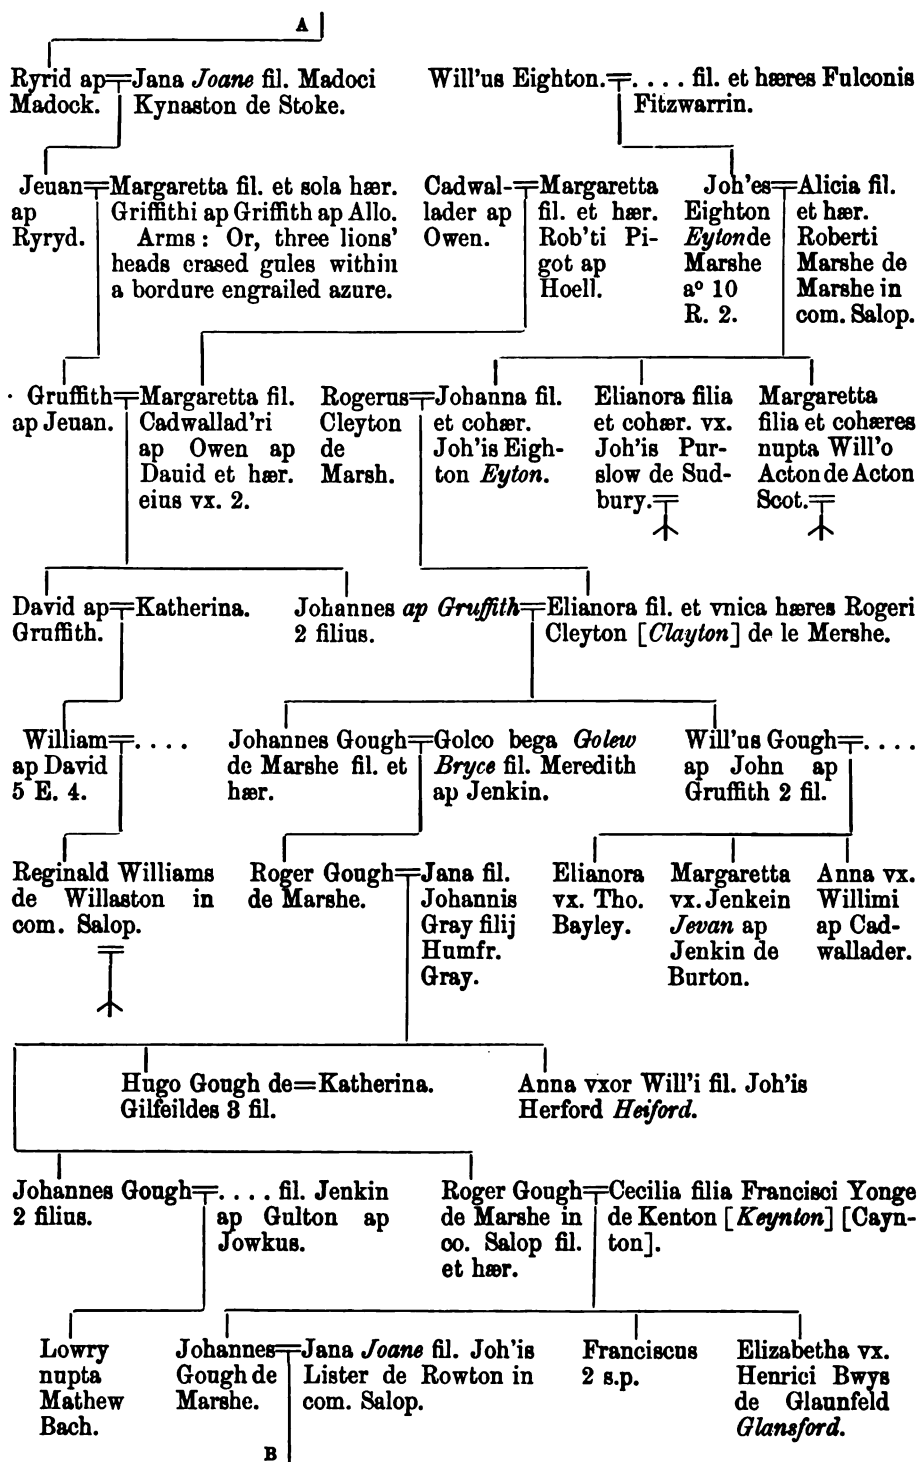 A
Ryrid ap=Jana Joane fil. Madoci
Madock. Kynaston de Stoke.
Will'us Eighton.=.... fil. et hæres Fulconis
Fitzwarrin.
Jeuan=Margaretta fil. et sola hær.
ap Griffithi ap Griffith ap Allo.
Ryryd. Arms: Or, three lions'
heads erased gules within
a bordure engrailed azure.
Cadwal-=Margaretta
lader ap fil. et hær.
Owen. Rob'ti Pi-
got ap
Hoell.
Joh'es=Alicia fil.
Eighton et hær.
Eyton de Roberti
Marshe Marshe de
aº 10 Marshe in
R. 2. com. Salop.
Gruffith=Margaretta fil.
ap Jeuan. Cadwallad'ri
ap Owen ap
Dauid et hær.
eius vx. 2.
Rogerus=Johanna fil.
Cleyton et cohær.
de Joh'is Eigh-
Marsh. ton Eyton.
Elianora filia
et cohær. vx.
Joh'is Pur-
slow de Sud-
bury.=
Margaretta
filia et cohæres
nupta Will'o
Acton de Acton
Scot.=
David ap=Katherina.
Gruffith.
Johannes ap Gruffith=Elianora fil. et vnica hæres Rogeri
2 filius. Cleyton [Clayton] de le Mershe.
William=....
ap David
5 E. 4.
Johannes Gough=Golco bega Golew
de Marshe fil. et Bryce fil. Meredith
hær. ap Jenkin.
Will'us Gough=....
ap John ap
Gruffith 2 fil.
Reginald Williams
de Willaston in
com. Salop.
=
Roger Gough=Jana fil.
de Marshe. Johannis
Gray filij
Humfr.
Gray.
Elianora
vx. Tho.
Bayley.
Margaretta
vx. Jenkein
Jevan ap
Jenkin de
Burton.
Anna vx.
Willimi
ap Cad-
wallader.
Hugo Gough de=Katherina.
Gilfeildes 3 fil.
Anna vxor Will'i fil. Joh'is
Herford Heiford.
Johannes Gough=.... fil. Jenkin
2 filius. ap Gulton ap
Jowkus.
Roger Gough=Cecilia filia Francisci Yonge
de Marshe in de Kenton [Keynton] [Cayn-
co. Salop fil. ton].
et hær.
Lowry
nupta
Mathew
Bach.
Johannes=Jana Joane fil. Joh'is
Gough de Lister de Rowton in
Marshe. com. Salop.
Franciscus
2 s.p.
Elizabetha vx.
Henrici Bwys
de Glaunfeld
Glansford.
B